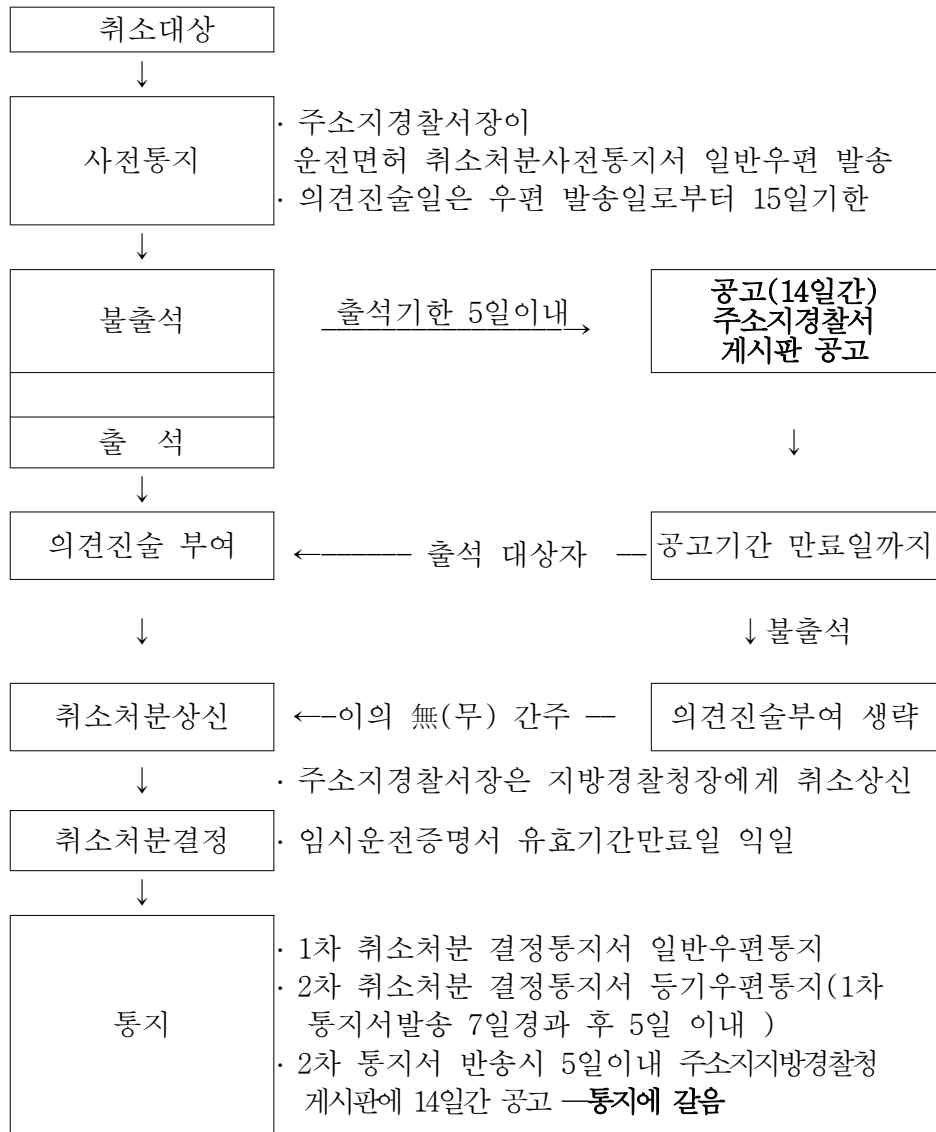 취소대상
↓
사전통지
· 주소지경찰서장이
운전면허 취소처분사전통지서 일반우편 발송
· 의견진술일은 우편 발송일로부터 15일기한
↓
불출석
출석기한 5일이내
→
공고(14일간)
주소지경찰서
게시판 공고
출 석
↓
↓
의견진술 부여
←------ 출석 대상자 --
공고기간 만료일까지
↓
↓ 불출석
취소처분상신
←-이의 無(무) 간주 --
의견진술부여 생략
↓
· 주소지경찰서장은 지방경찰청장에게 취소상신
취소처분결정
· 임시운전증명서 유효기간만료일 익일
↓
통지
· 1차 취소처분 결정통지서 일반우편통지
· 2차 취소처분 결정통지서 등기우편통지(1차
통지서발송 7일경과 후 5일 이내 )
· 2차 통지서 반송시 5일이내 주소지지방경찰청
게시판에 14일간 공고 —통지에 갈음